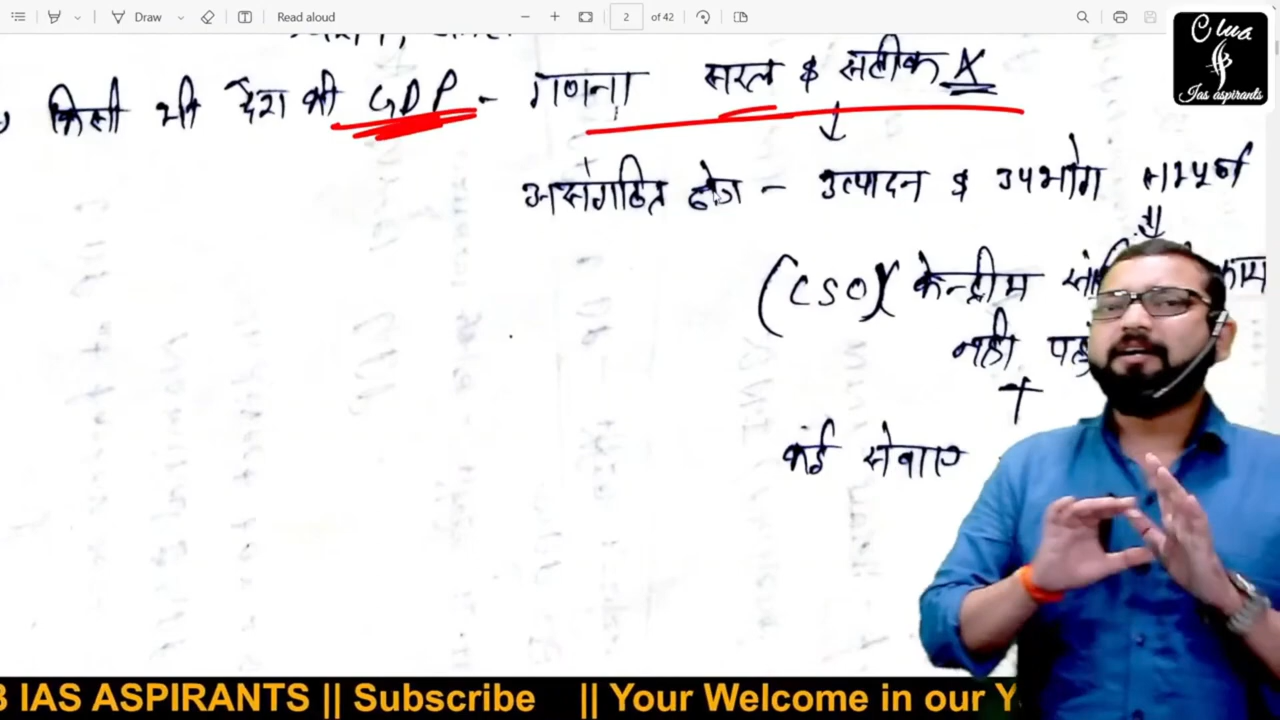 Draw
Read aloud
2 of 42
Clua
Ias aspirants
किसी भी देश की GDP - गणना सरल & सटीक X
असंगठित क्षेत्र - उत्पादन & उपभोग
(CSO) केन्द्रीय
नही
+
कई सेवाए
IAS ASPIRANTS || Subscribe || Your Welcome in our